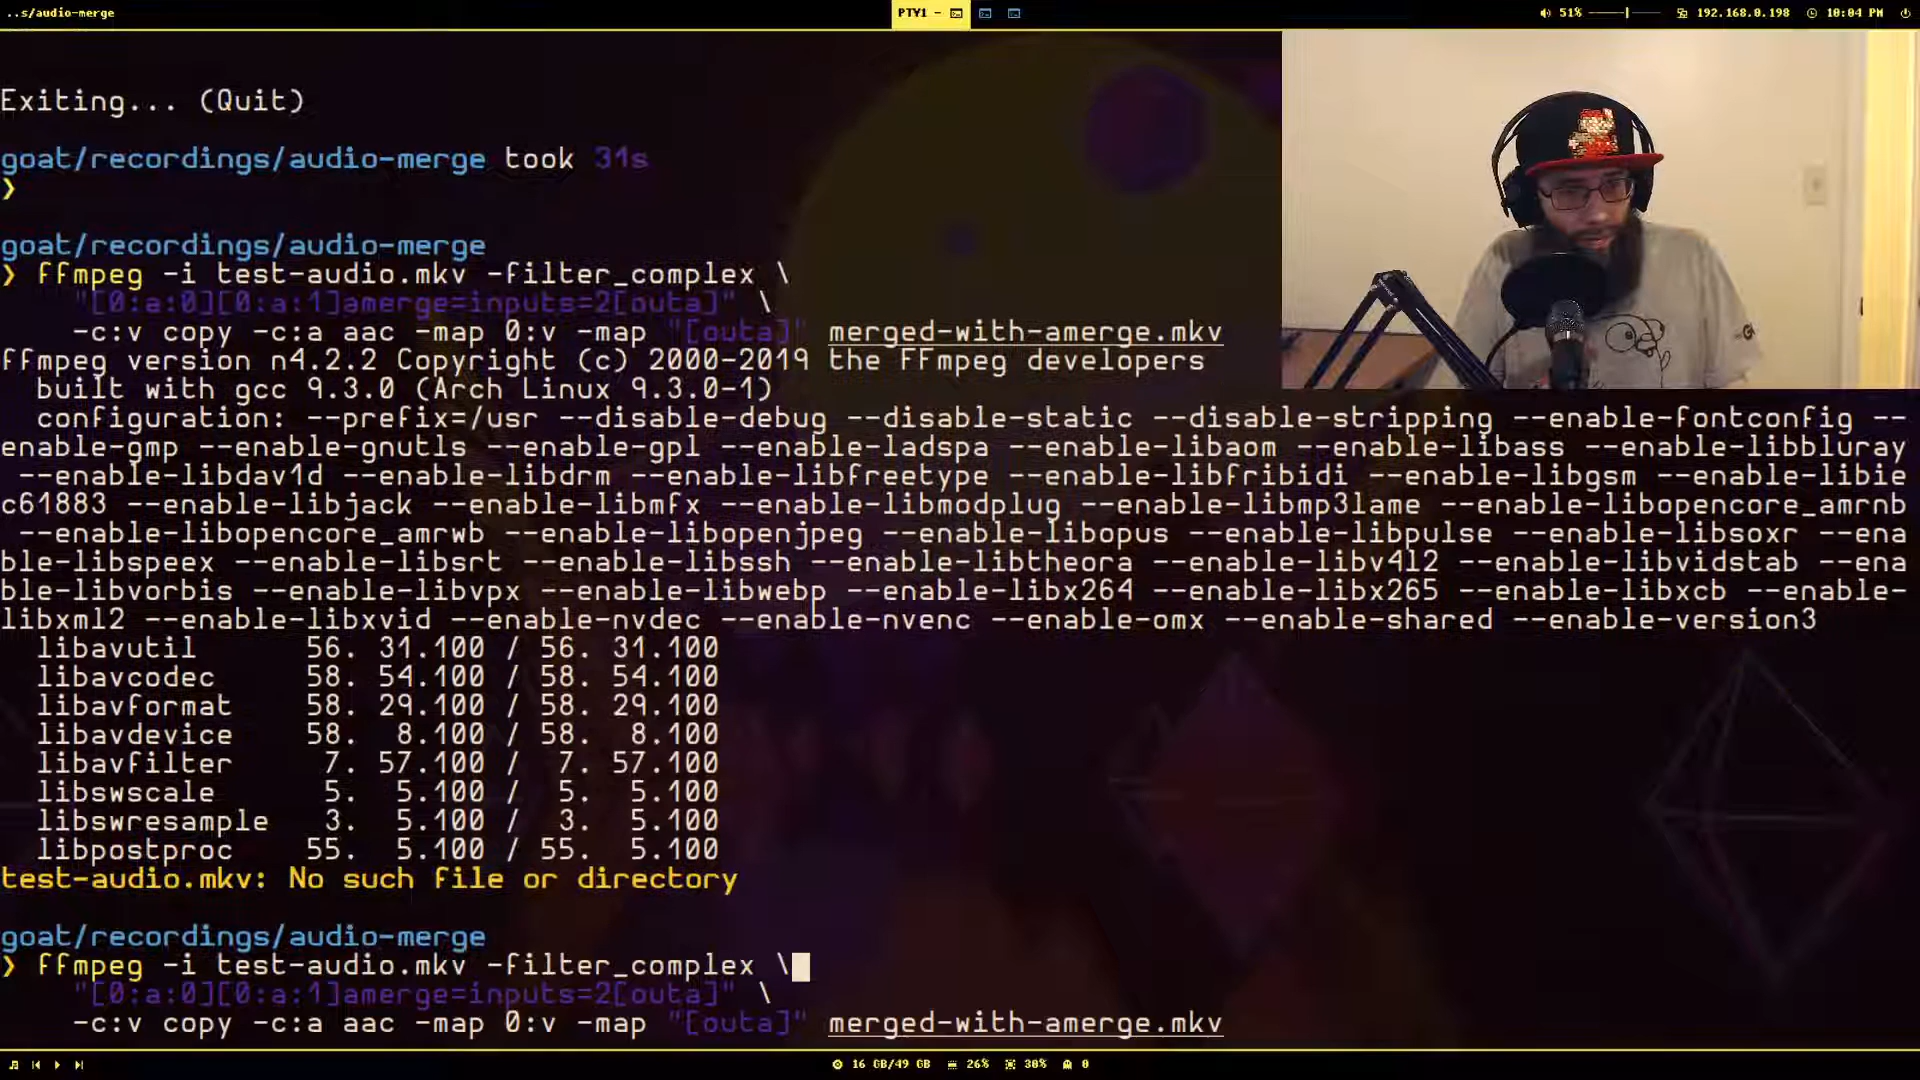 ..s/audio-merge
PTY1 -
51%
192.168.0.198
10:04 PM
Exiting... (Quit)
goat/recordings/audio-merge took 31s
❯
goat/recordings/audio-merge
❯ ffmpeg -i test-audio.mkv -filter_complex \
"[0:a:0][0:a:1]amerge=inputs=2[outa]" \
-c:v copy -c:a aac -map 0:v -map "[outa]" merged-with-amerge.mkv
ffmpeg version n4.2.2 Copyright (c) 2000-2019 the FFmpeg developers
built with gcc 9.3.0 (Arch Linux 9.3.0-1)
configuration: --prefix=/usr --disable-debug --disable-static --disable-stripping --enable-fontconfig --
enable-gmp --enable-gnutls --enable-gpl --enable-ladspa --enable-libaom --enable-libass --enable-libbluray
--enable-libdav1d --enable-libdrm --enable-libfreetype --enable-libfribidi --enable-libgsm --enable-libie
c61883 --enable-libjack --enable-libmfx --enable-libmodplug --enable-libmp3lame --enable-libopencore_amrnb
--enable-libopencore_amrwb --enable-libopenjpeg --enable-libopus --enable-libpulse --enable-libsoxr --ena
ble-libspeex --enable-libsrt --enable-libssh --enable-libtheora --enable-libv4l2 --enable-libvidstab --ena
ble-libvorbis --enable-libvpx --enable-libwebp --enable-libx264 --enable-libx265 --enable-libxcb --enable-
libxml2 --enable-libxvid --enable-nvdec --enable-nvenc --enable-omx --enable-shared --enable-version3
libavutil 56. 31.100 / 56. 31.100
libavcodec 58. 54.100 / 58. 54.100
libavformat 58. 29.100 / 58. 29.100
libavdevice 58. 8.100 / 58. 8.100
libavfilter 7. 57.100 / 7. 57.100
libswscale 5. 5.100 / 5. 5.100
libswresample 3. 5.100 / 3. 5.100
libpostproc 55. 5.100 / 55. 5.100
test-audio.mkv: No such file or directory
goat/recordings/audio-merge
❯ ffmpeg -i test-audio.mkv -filter_complex \
"[0:a:0][0:a:1]amerge=inputs=2[outa]" \
-c:v copy -c:a aac -map 0:v -map "[outa]" merged-with-amerge.mkv
16 GB/49 GB
26%
30%
0